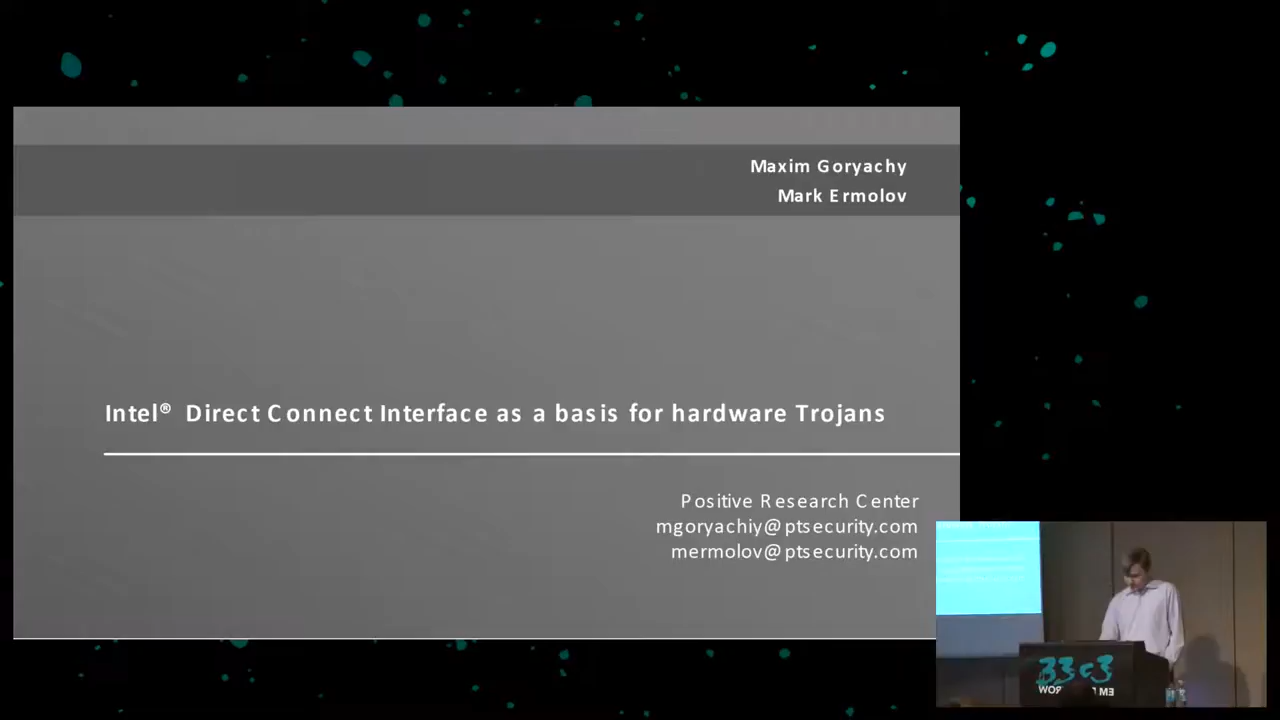 Maxim Goryachy
Mark Ermolov
Intel® Direct Connect Interface as a basis for hardware Trojans
Positive Research Center
mgoryachiy@ptsecurity.com
mermolov@ptsecurity.com
33c3